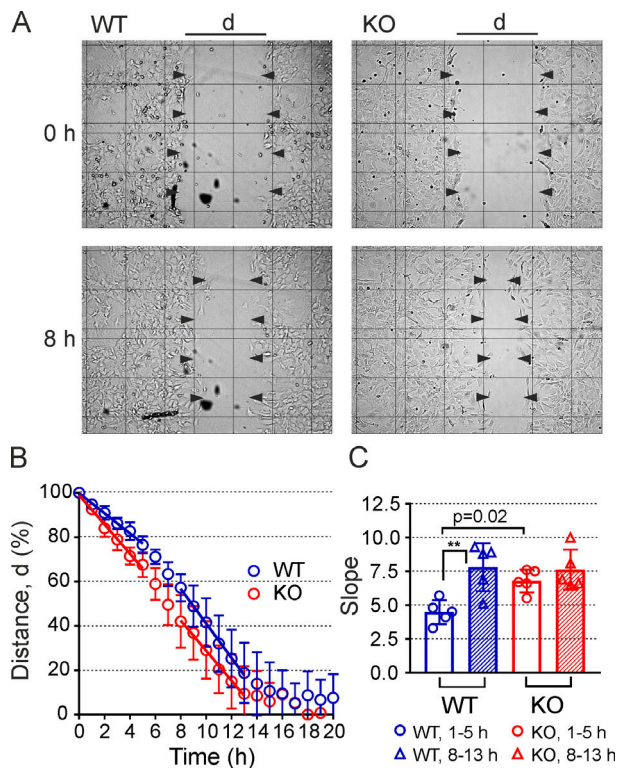 A WT d KO d
0 h
8 h
B
Distance, d (%)
100
80
60
40
20
0
0 2 4 6 8 10 12 14 16 18 20
Time (h)
WT
KO
C
Slope
12.5
10.0
7.5
5.0
2.5
0.0
p=0.02
**
WT KO
WT, 1-5 h KO, 1-5 h
WT, 8-13 h KO, 8-13 h